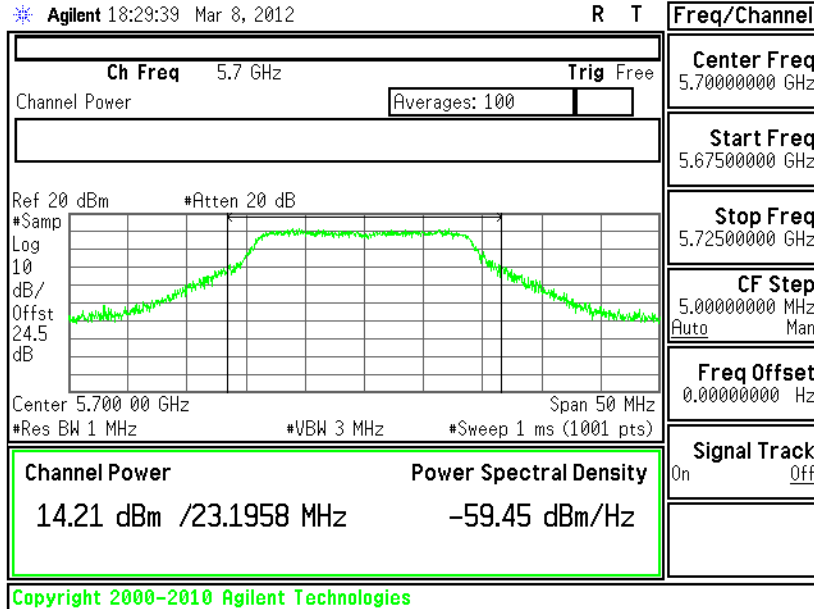 Agilent 18:29:39 Mar 8, 2012 R T
Freq/Channel
Ch Freq 5.7 GHz Trig Free
Channel Power Averages: 100
Center Freq
5.70000000 GHz
Start Freq
5.67500000 GHz
Stop Freq
5.72500000 GHz
CF Step
5.00000000 MHz
Auto Man
Freq Offset
0.00000000 Hz
Signal Track
On Off
Ref 20 dBm #Atten 20 dB
#Samp
Log
10
dB/
Offst
24.5
dB
Center 5.700 00 GHz Span 50 MHz
#Res BW 1 MHz #VBW 3 MHz #Sweep 1 ms (1001 pts)
Channel Power Power Spectral Density
14.21 dBm /23.1958 MHz -59.45 dBm/Hz
Copyright 2000-2010 Agilent Technologies